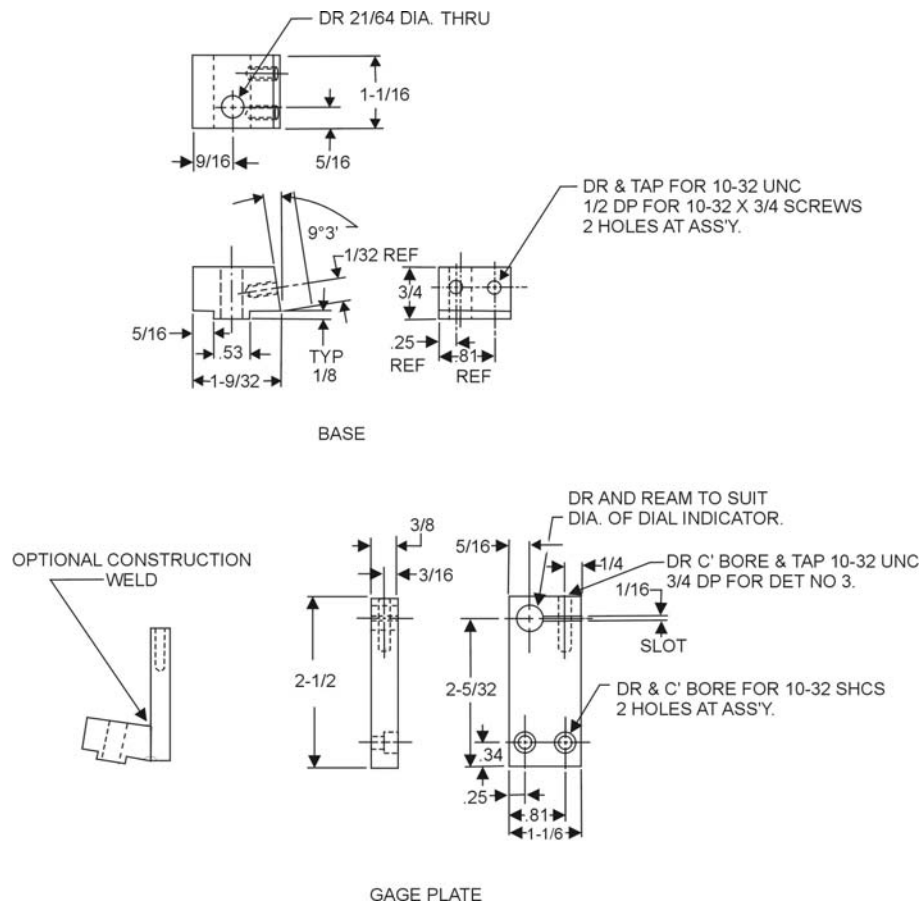 DR 21/64 DIA. THRU
1-1/16
9/16
5/16
DR & TAP FOR 10-32 UNC
1/2 DP FOR 10-32 X 3/4 SCREWS
2 HOLES AT ASS'Y.
9°3'
1/32 REF
3/4
5/16
.53
TYP
1/8
1-9/32
.25
REF
.81
REF
BASE
OPTIONAL CONSTRUCTION
WELD
3/8
3/16
2-1/2
DR AND REAM TO SUIT
DIA. OF DIAL INDICATOR.
5/16
1/4
DR C' BORE & TAP 10-32 UNC
3/4 DP FOR DET NO 3.
1/16
SLOT
2-5/32
DR & C' BORE FOR 10-32 SHCS
2 HOLES AT ASS'Y.
.34
.25
.81
1-1/6
GAGE PLATE